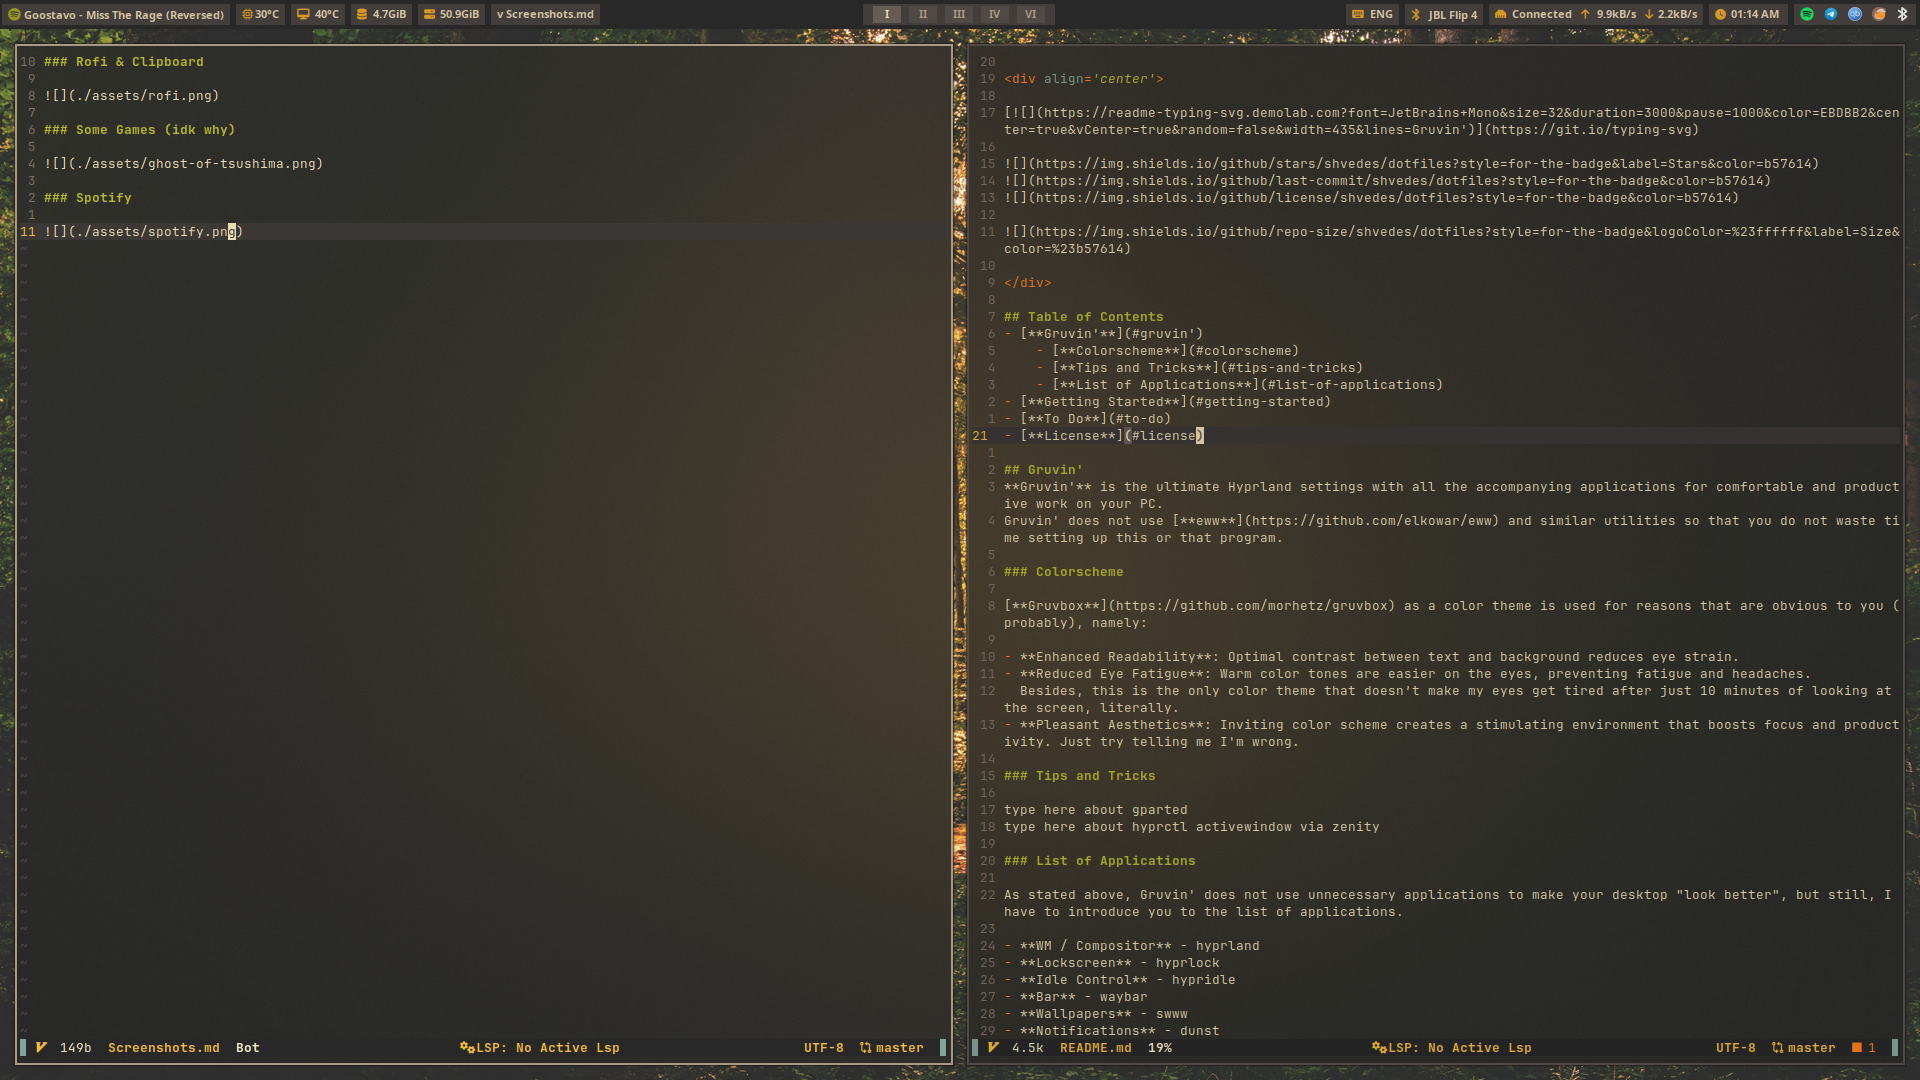 Goostavo - Miss The Rage (Reversed) 30°C 40°C 4.7GiB 50.9GiB v Screenshots.md I II III IV VI ENG JBL Flip 4 Connected ↑ 9.9kB/s ↓ 2.2kB/s 01:14 AM
10 ### Rofi & Clipboard
9
8 ![](./assets/rofi.png)
7
6 ### Some Games (idk why)
5
4 ![](./assets/ghost-of-tsushima.png)
3
2 ### Spotify
1
11 ![](./assets/spotify.png)
149b Screenshots.md Bot LSP: No Active Lsp UTF-8 master
20
19 <div align='center'>
18
17 [![](https://readme-typing-svg.demolab.com?font=JetBrains+Mono&size=32&duration=3000&pause=1000&color=EBDBB2&cen
ter=true&vCenter=true&random=false&width=435&lines=Gruvin')](https://git.io/typing-svg)
16
15 ![](https://img.shields.io/github/stars/shvedes/dotfiles?style=for-the-badge&label=Stars&color=b57614)
14 ![](https://img.shields.io/github/last-commit/shvedes/dotfiles?style=for-the-badge&color=b57614)
13 ![](https://img.shields.io/github/license/shvedes/dotfiles?style=for-the-badge&color=b57614)
12
11 ![](https://img.shields.io/github/repo-size/shvedes/dotfiles?style=for-the-badge&logoColor=%23ffffff&label=Size&
color=%23b57614)
10
9 </div>
8
7 ## Table of Contents
6 - [**Gruvin'**](#gruvin')
5 - [**Colorscheme**](#colorscheme)
4 - [**Tips and Tricks**](#tips-and-tricks)
3 - [**List of Applications**](#list-of-applications)
2 - [**Getting Started**](#getting-started)
1 - [**To Do**](#to-do)
21 - [**License**](#license)
1
2 ## Gruvin'
3 **Gruvin'** is the ultimate Hyprland settings with all the accompanying applications for comfortable and product
ive work on your PC.
4 Gruvin' does not use [**eww**](https://github.com/elkowar/eww) and similar utilities so that you do not waste ti
me setting up this or that program.
5
6 ### Colorscheme
7
8 [**Gruvbox**](https://github.com/morhetz/gruvbox) as a color theme is used for reasons that are obvious to you (
probably), namely:
9
10 - **Enhanced Readability**: Optimal contrast between text and background reduces eye strain.
11 - **Reduced Eye Fatigue**: Warm color tones are easier on the eyes, preventing fatigue and headaches.
12 Besides, this is the only color theme that doesn't make my eyes get tired after just 10 minutes of looking at
the screen, literally.
13 - **Pleasant Aesthetics**: Inviting color scheme creates a stimulating environment that boosts focus and product
ivity. Just try telling me I'm wrong.
14
15 ### Tips and Tricks
16
17 type here about gparted
18 type here about hyprctl activewindow via zenity
19
20 ### List of Applications
21
22 As stated above, Gruvin' does not use unnecessary applications to make your desktop "look better", but still, I
have to introduce you to the list of applications.
23
24 - **WM / Compositor** - hyprland
25 - **Lockscreen** - hyprlock
26 - **Idle Control** - hypridle
27 - **Bar** - waybar
28 - **Wallpapers** - swww
29 - **Notifications** - dunst
4.5k README.md 19% LSP: No Active Lsp UTF-8 master 1